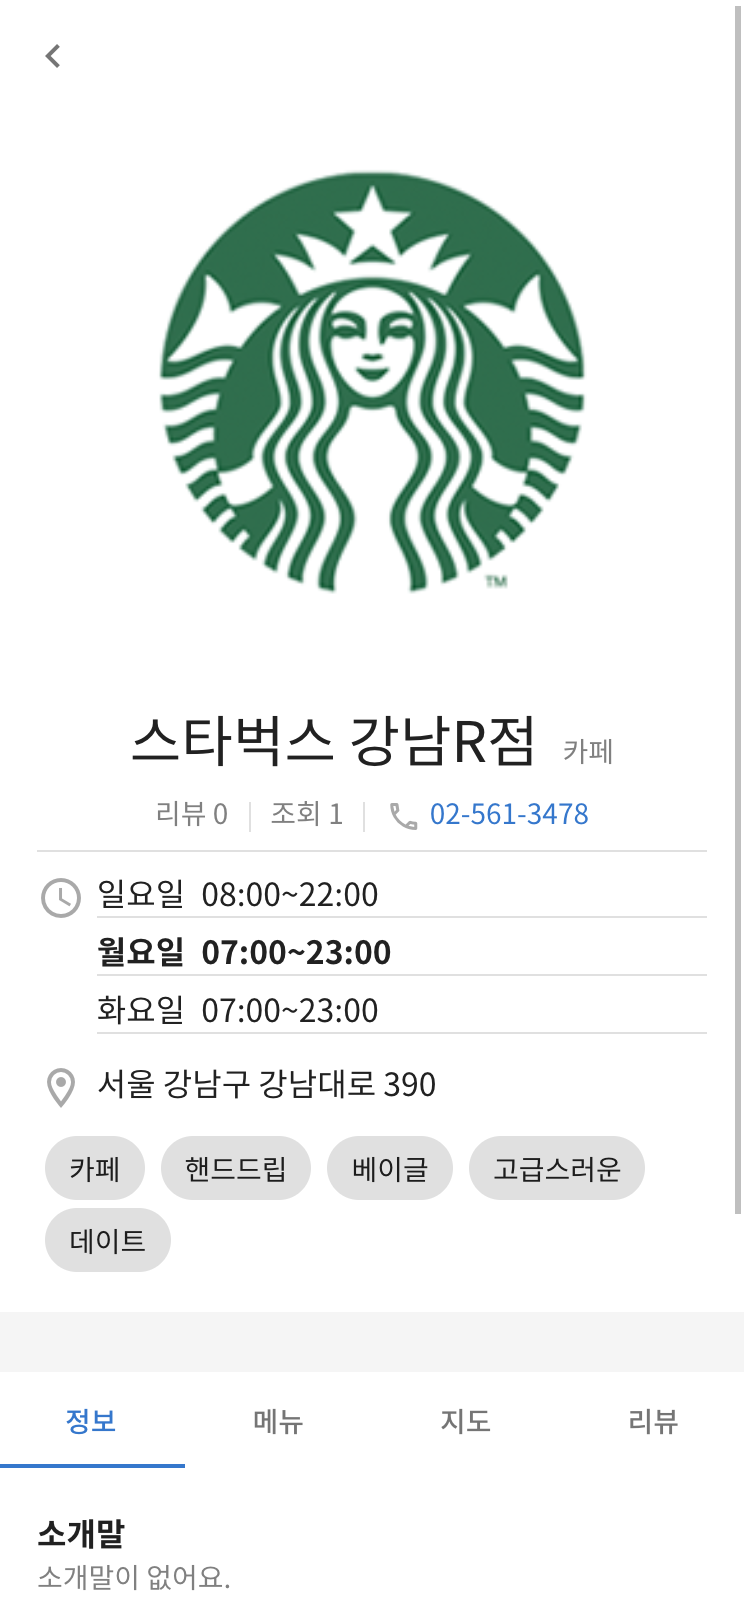 TM
스타벅스 강남R점 카페
리뷰 0 조회 1 02-561-3478
일요일 08:00~22:00
월요일 07:00~23:00
화요일 07:00~23:00
서울 강남구 강남대로 390
카페 핸드드립 베이글 고급스러운
데이트
정보 메뉴 지도 리뷰
소개말
소개말이 없어요.